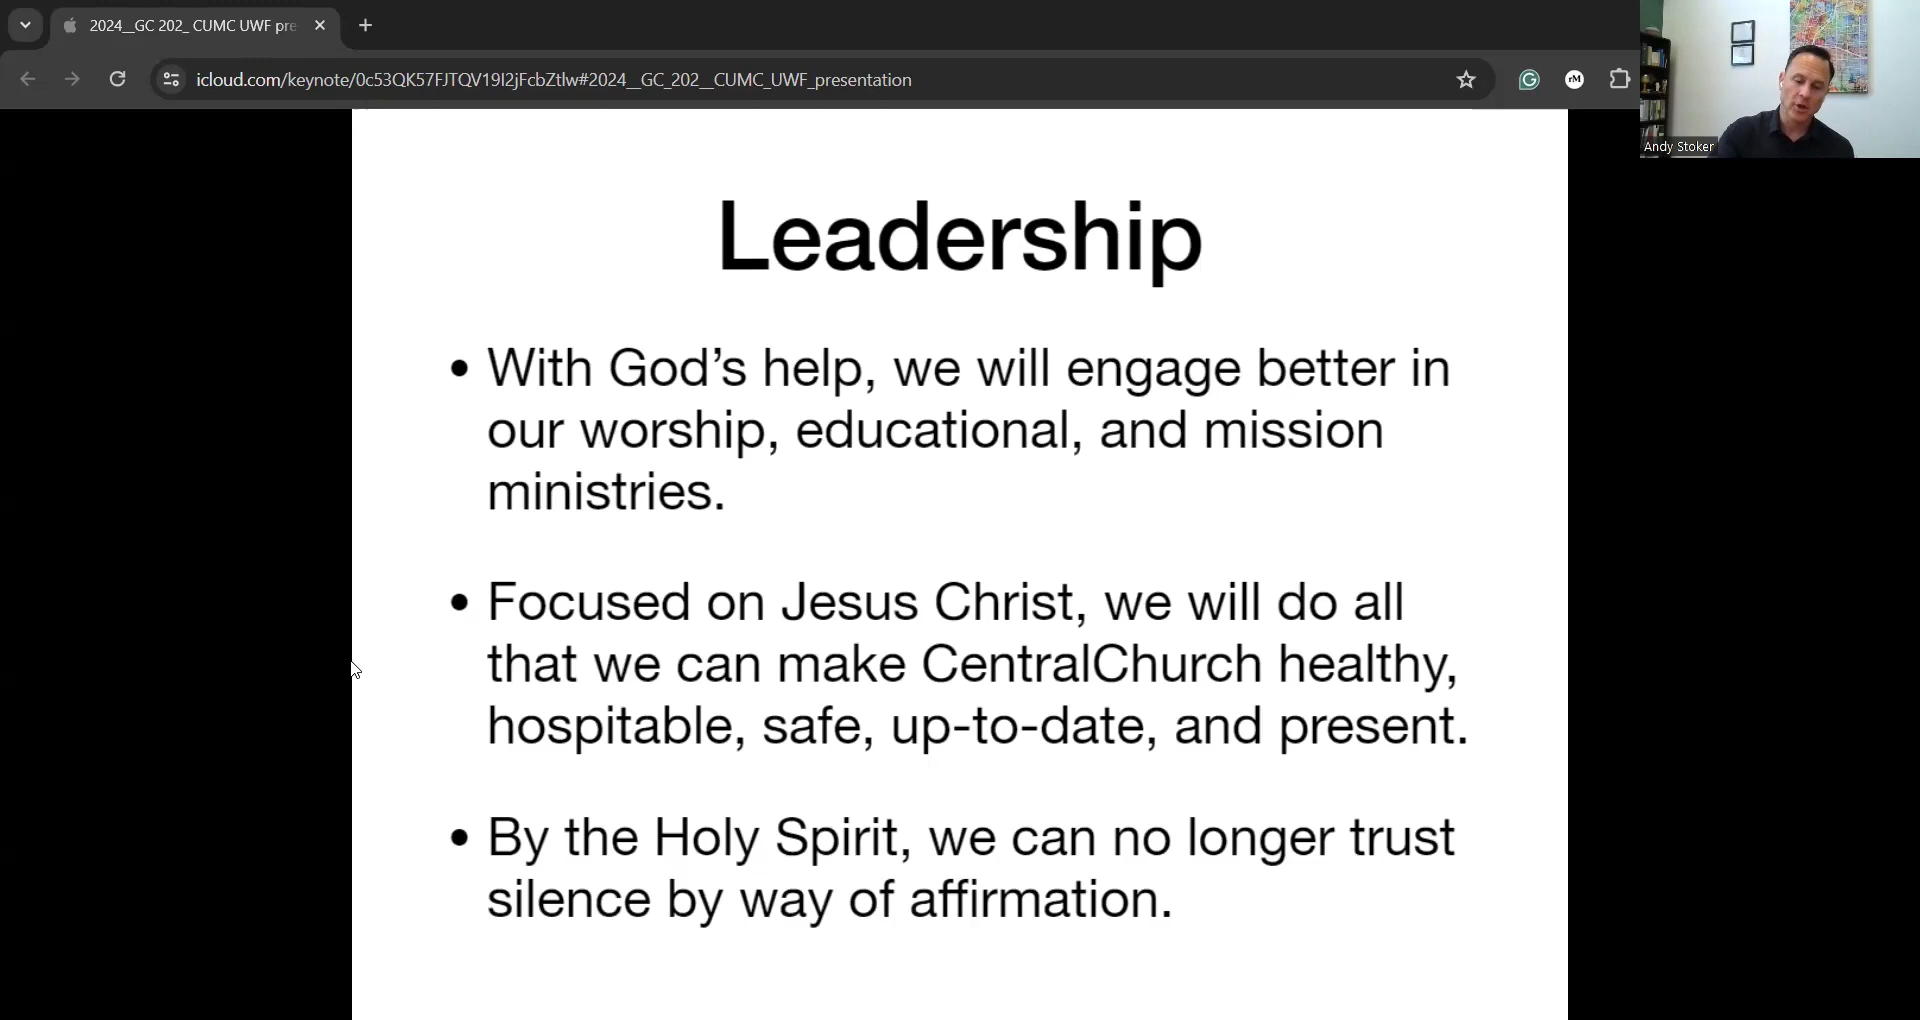 2024__GC 202_ CUMC UWF pre
icloud.com/keynote/0c53QK57FJTQV19I2jFcbZtlw#2024__GC_202__CUMC_UWF_presentation
rM
Andy Stoker
Leadership
• With God’s help, we will engage better in
our worship, educational, and mission
ministries.
• Focused on Jesus Christ, we will do all
that we can make CentralChurch healthy,
hospitable, safe, up-to-date, and present.
• By the Holy Spirit, we can no longer trust
silence by way of affirmation.